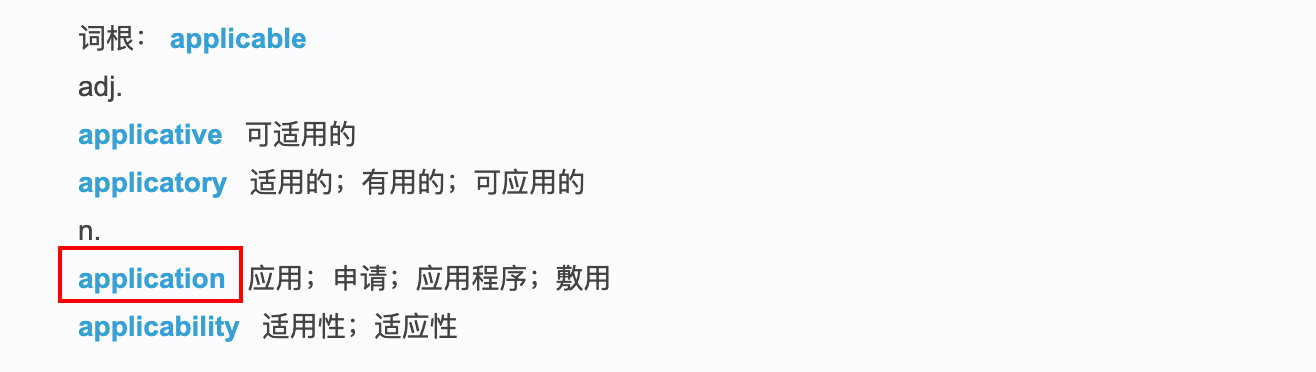 词根： applicable
adj.
applicative 可适用的
applicatory 适用的；有用的；可应用的
n.
application 应用；申请；应用程序；敷用
applicability 适用性；适应性